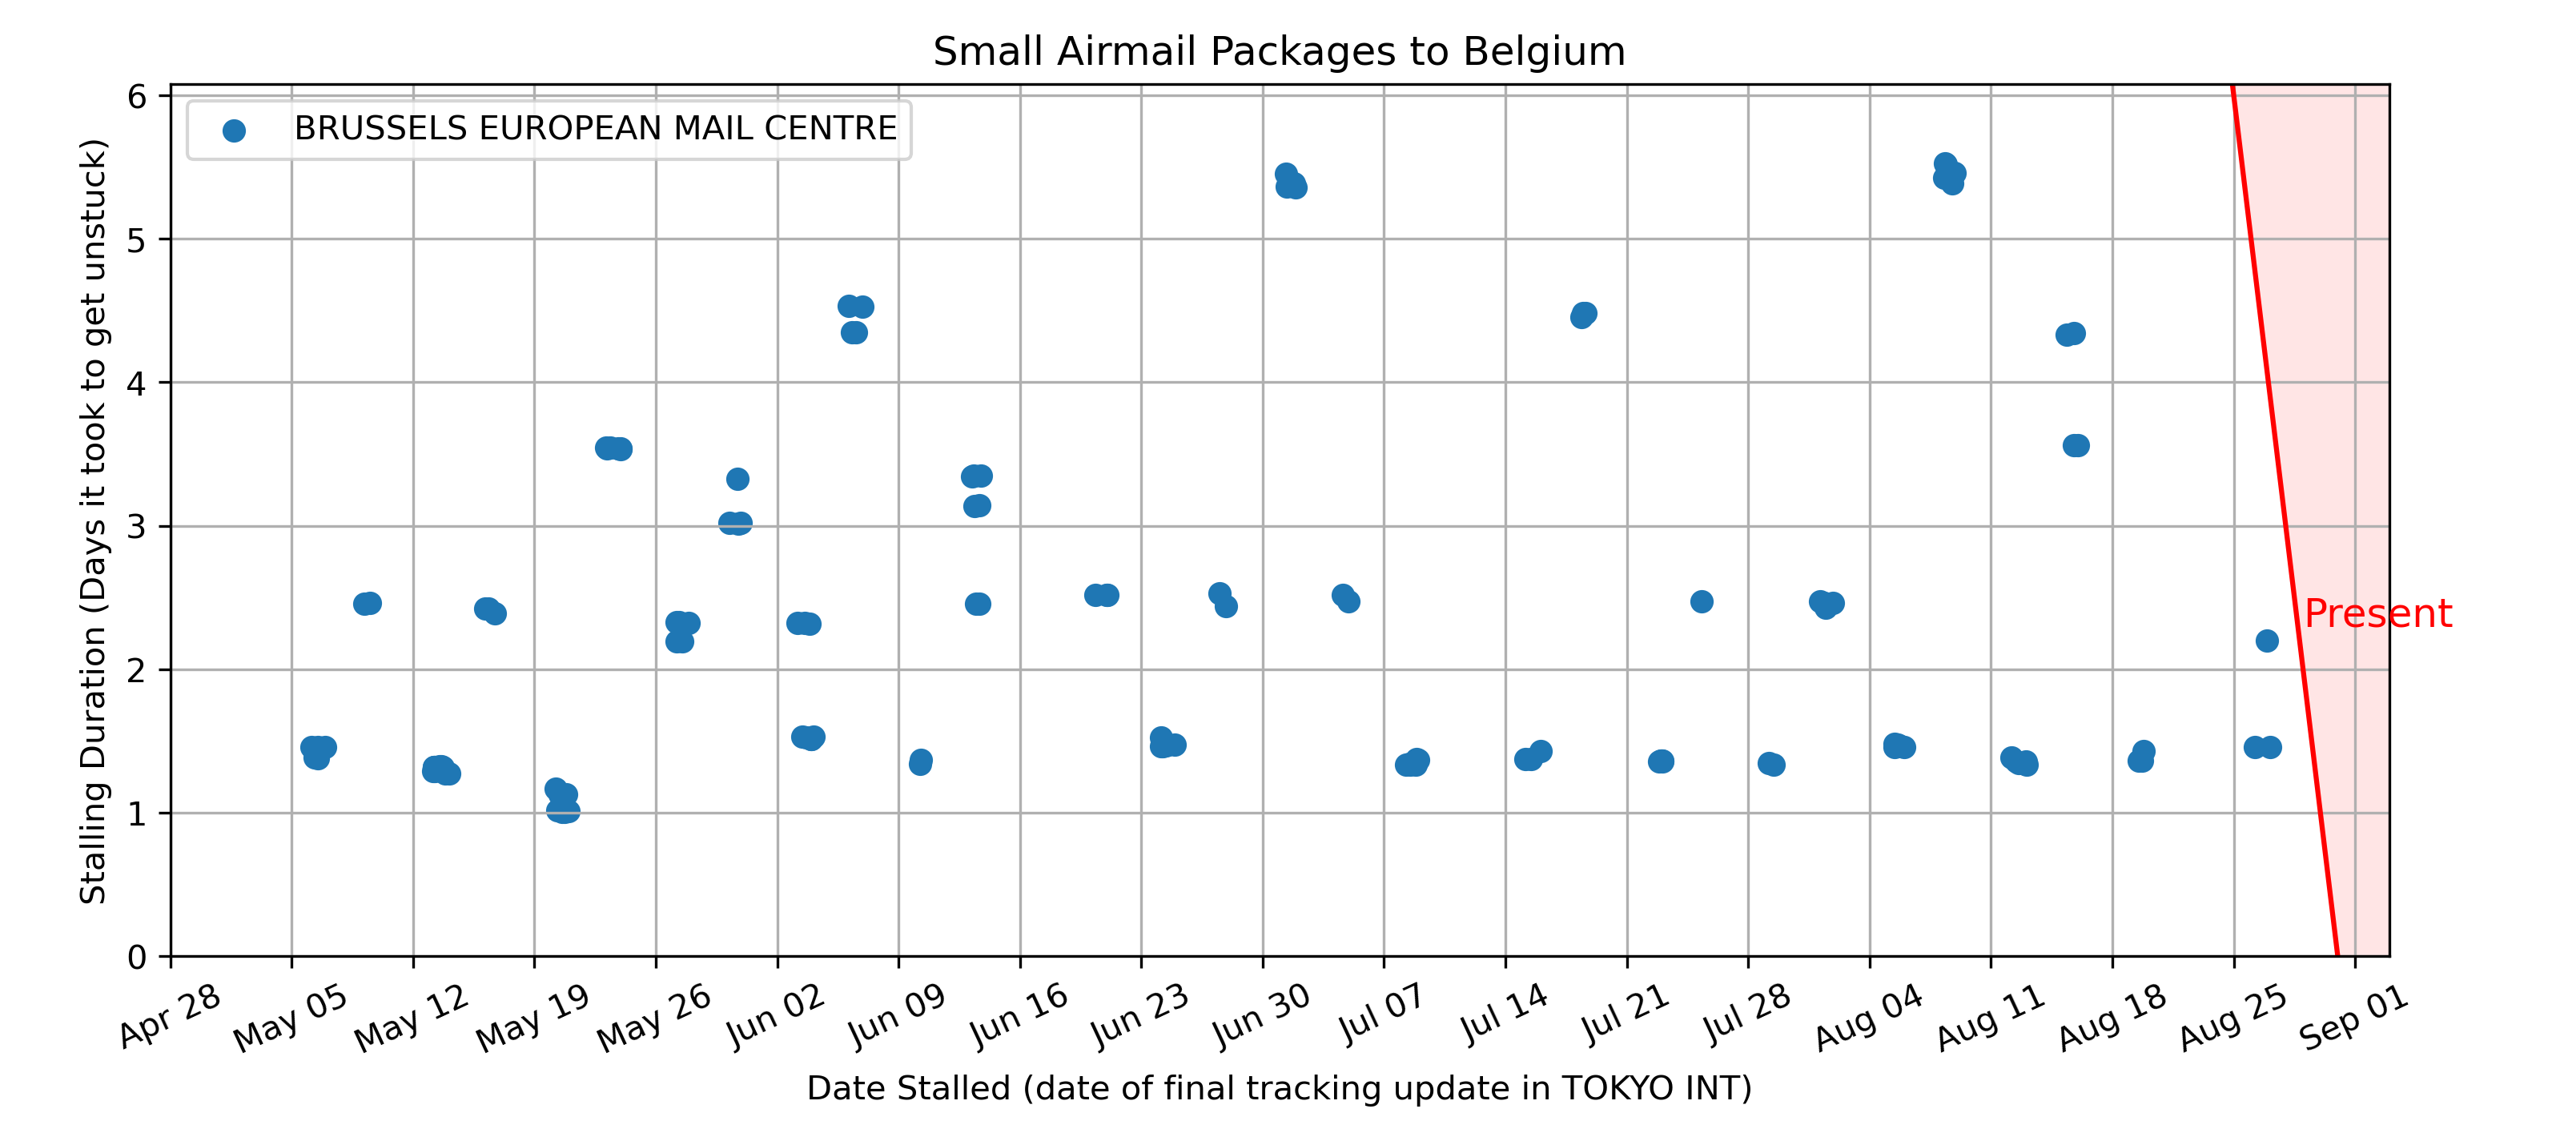 Small Airmail Packages to Belgium
BRUSSELS EUROPEAN MAIL CENTRE
Stalling Duration (Days it took to get unstuck)
6
5
4
3
2
1
0
Present
Apr 28
May 05
May 12
May 19
May 26
Jun 02
Jun 09
Jun 16
Jun 23
Jun 30
Jul 07
Jul 14
Jul 21
Jul 28
Aug 04
Aug 11
Aug 18
Aug 25
Sep 01
Date Stalled (date of final tracking update in TOKYO INT)